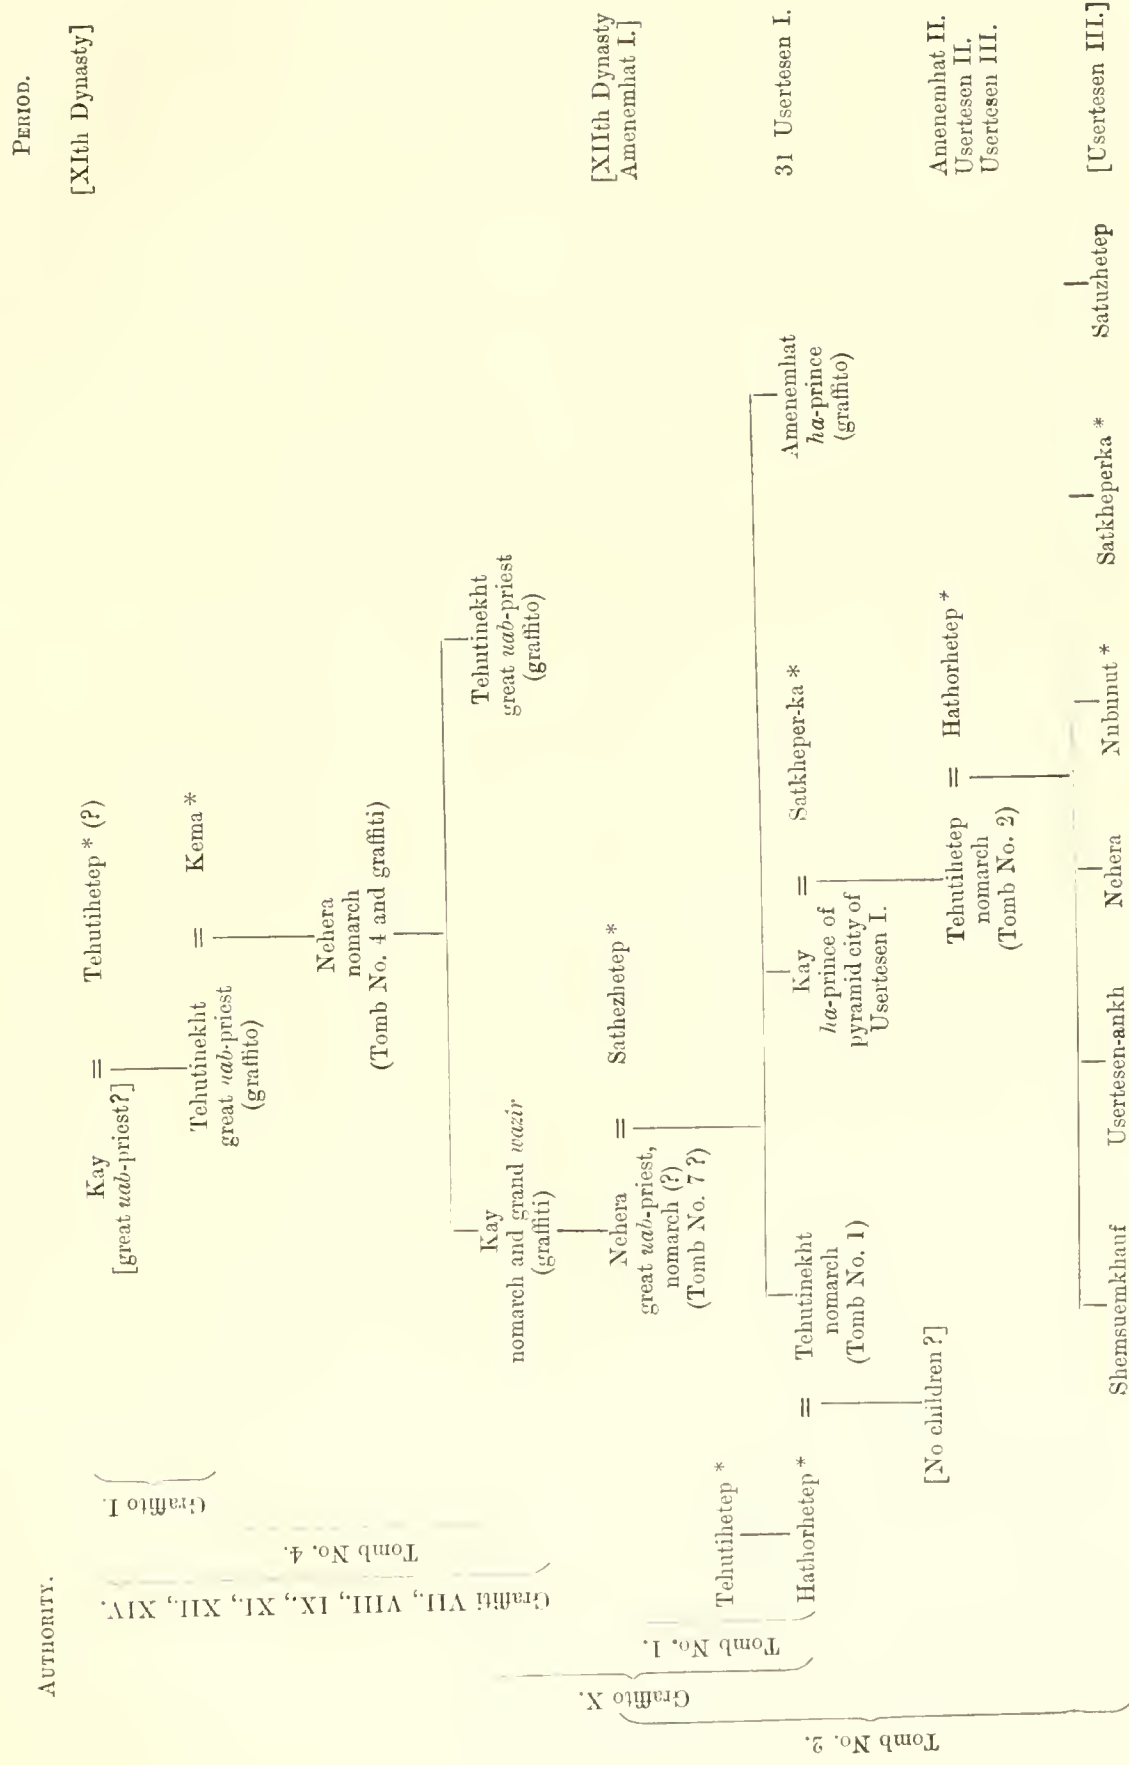 AUTHORITY.
PERIOD.
Graffito I.
Tomb No. 4.
Graffiti VII., VIII., IX., XI., XII., XIV.
Tomb No. 1.
Graffito X.
Tomb No. 2.
Kay = Tehutihetep * (?)
[great uab-priest?]
[XIth Dynasty]
Tehutinekht = Kema *
great uab-priest
(graffito)
Nehera
nomarch
(Tomb No. 4 and graffiti)
Kay
nomarch and grand wazir
(graffiti)
Tehutinekht
great uab-priest
(graffito)
Nehera = Sathezhetep *
great uab-priest,
nomarch (?)
(Tomb No. 7 ?)
[XIIth Dynasty
Amenemhat I.]
Tehutihetep *
Hathorhetep * = Tehutinekht
nomarch
(Tomb No. 1)
Kay = Satkheper-ka *
ha-prince of
pyramid city of
Usertesen I.
Amenemhat
ha-prince
(graffito)
31 Usertesen I.
[No children?]
Tehutihetep = Hathorhetep *
nomarch
(Tomb No. 2)
Amenemhat II.
Usertesen II.
Usertesen III.
Shemsuemkhauf Usertesen-ankh Nehera Nubunut * Satkheperka * Satuzhetep [Usertesen III.]